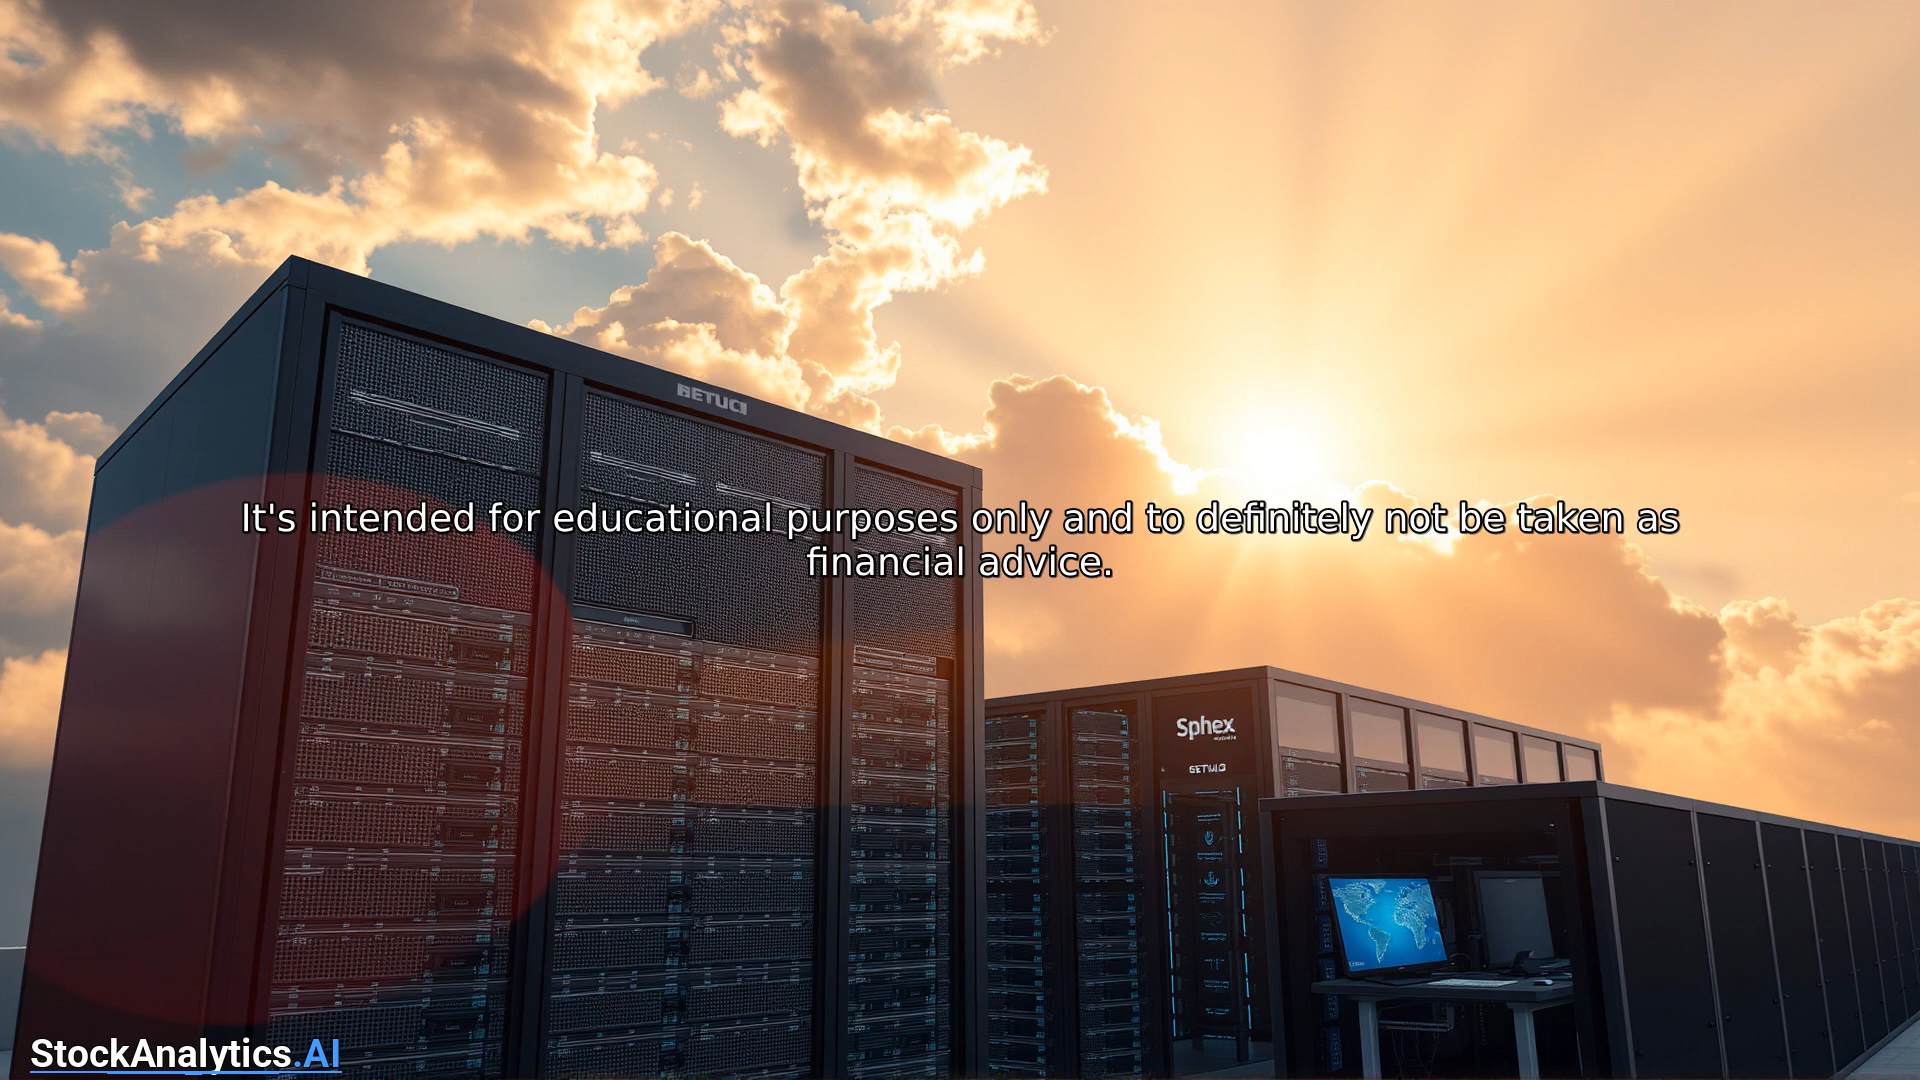 It's intended for educational purposes only and to definitely not be taken as
financial advice.
Sphex
StockAnalytics.AI